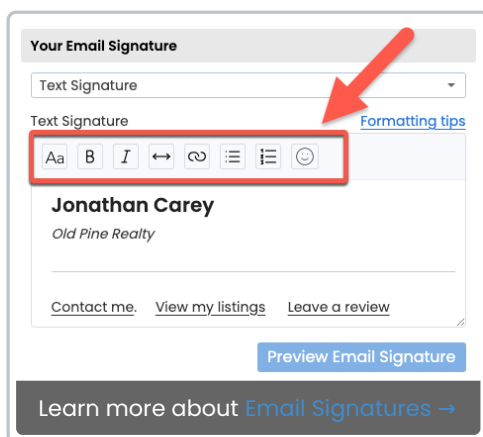 Your Email Signature
Text Signature
Text Signature Formatting tips
Aa B I
Jonathan Carey
Old Pine Realty
Contact me. View my listings Leave a review
Preview Email Signature
Learn more about Email Signatures →